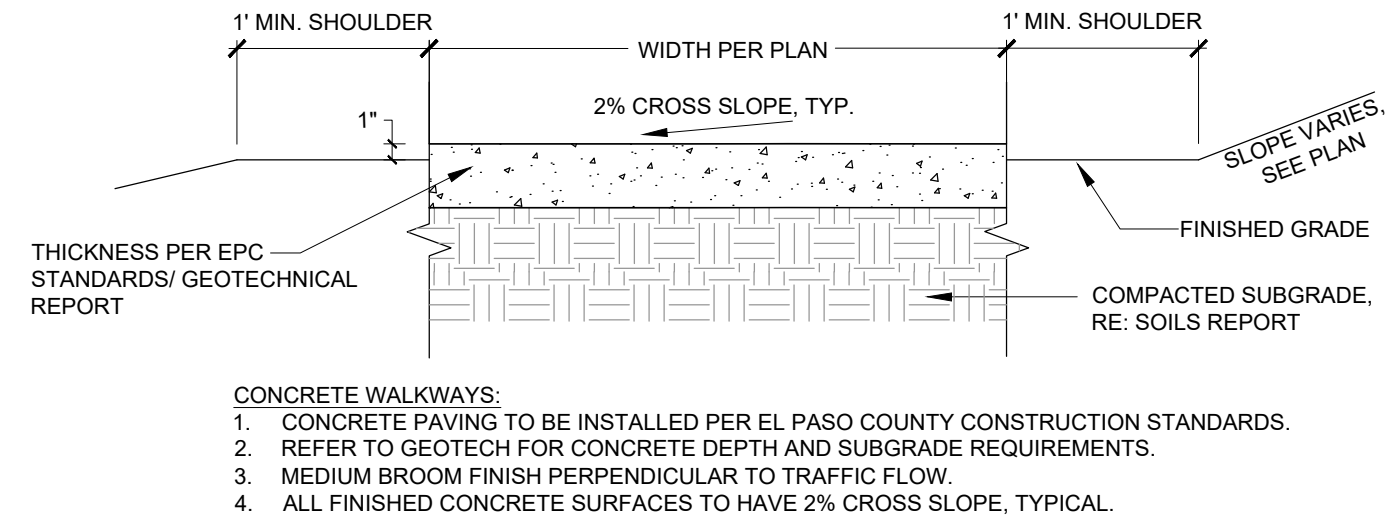 1' MIN. SHOULDER
1' MIN. SHOULDER
WIDTH PER PLAN
2% CROSS SLOPE, TYP.
1"
SLOPE VARIES,
SEE PLAN
THICKNESS PER EPC
STANDARDS/ GEOTECHNICAL
REPORT
FINISHED GRADE
COMPACTED SUBGRADE,
RE: SOILS REPORT
CONCRETE WALKWAYS:
1. CONCRETE PAVING TO BE INSTALLED PER EL PASO COUNTY CONSTRUCTION STANDARDS.
2. REFER TO GEOTECH FOR CONCRETE DEPTH AND SUBGRADE REQUIREMENTS.
3. MEDIUM BROOM FINISH PERPENDICULAR TO TRAFFIC FLOW.
4. ALL FINISHED CONCRETE SURFACES TO HAVE 2% CROSS SLOPE, TYPICAL.